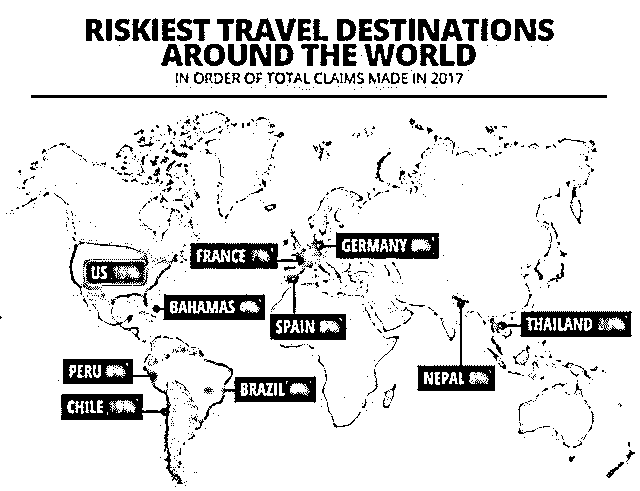 RISKIEST TRAVEL DESTINATIONS
AROUND THE WORLD
IN ORDER OF TOTAL CLAIMS MADE IN 2017
FRANCE
GERMANY
US
BAHAMAS
SPAIN
THAILAND
PERU
NEPAL
BRAZIL
CHILE